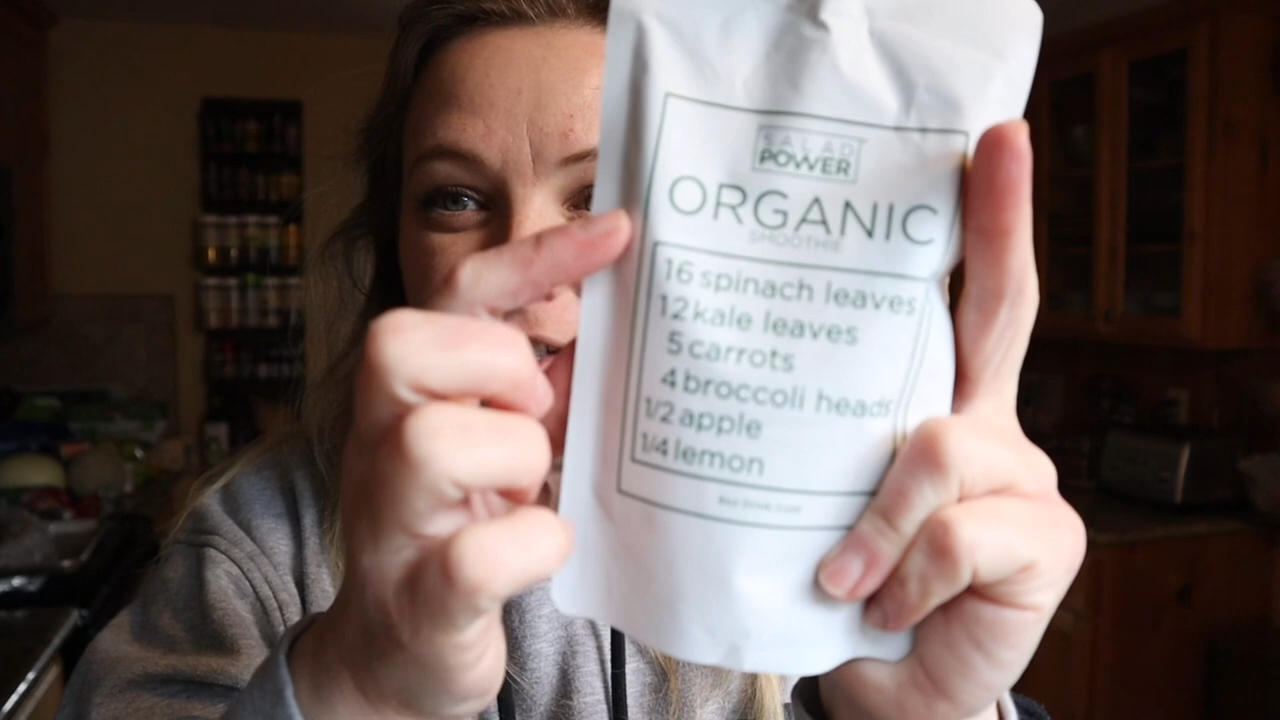 SALAD
POWER
ORGANIC
SMOOTHIE
16 spinach leaves
12 kale leaves
5 carrots
4 broccoli heads
1/2 apple
1/4 lemon